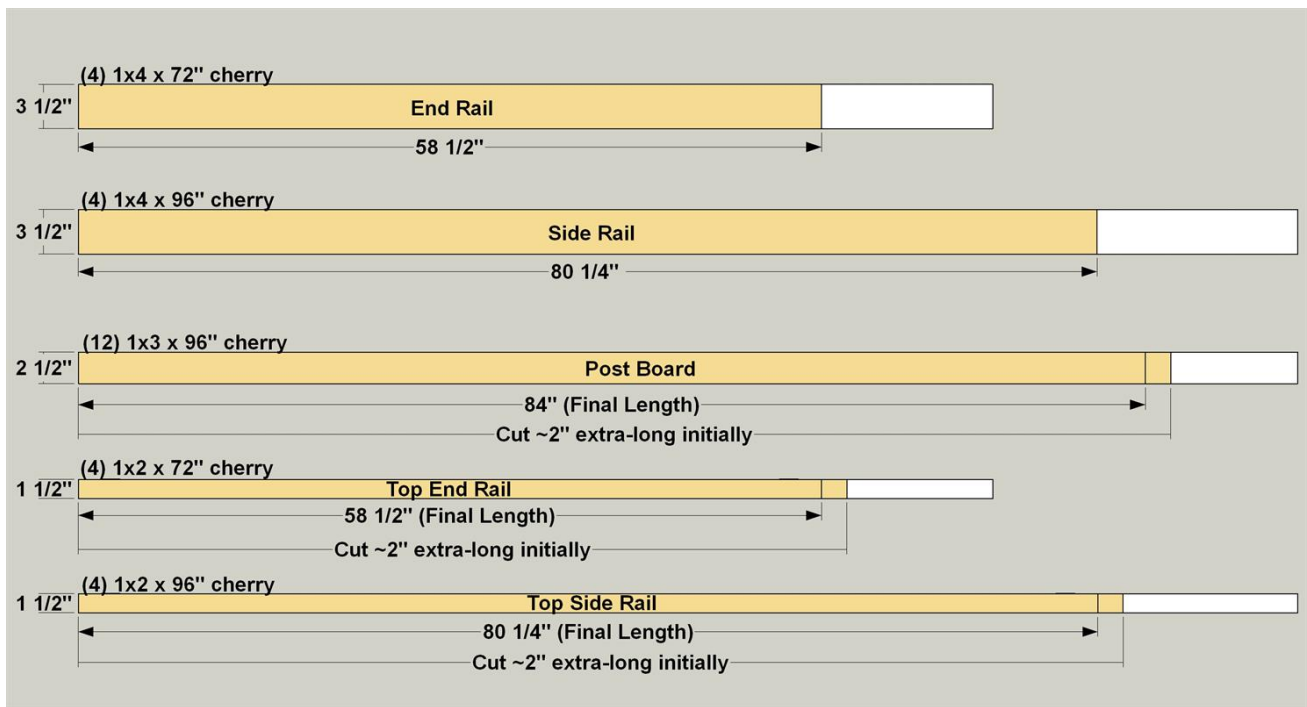 (4) 1x4 x 72" cherry
3 1/2"
End Rail
58 1/2"
(4) 1x4 x 96" cherry
3 1/2"
Side Rail
80 1/4"
(12) 1x3 x 96" cherry
2 1/2"
Post Board
84" (Final Length)
Cut ~2" extra-long initially
(4) 1x2 x 72" cherry
1 1/2"
Top End Rail
58 1/2" (Final Length)
Cut ~2" extra-long initially
(4) 1x2 x 96" cherry
1 1/2"
Top Side Rail
80 1/4" (Final Length)
Cut ~2" extra-long initially